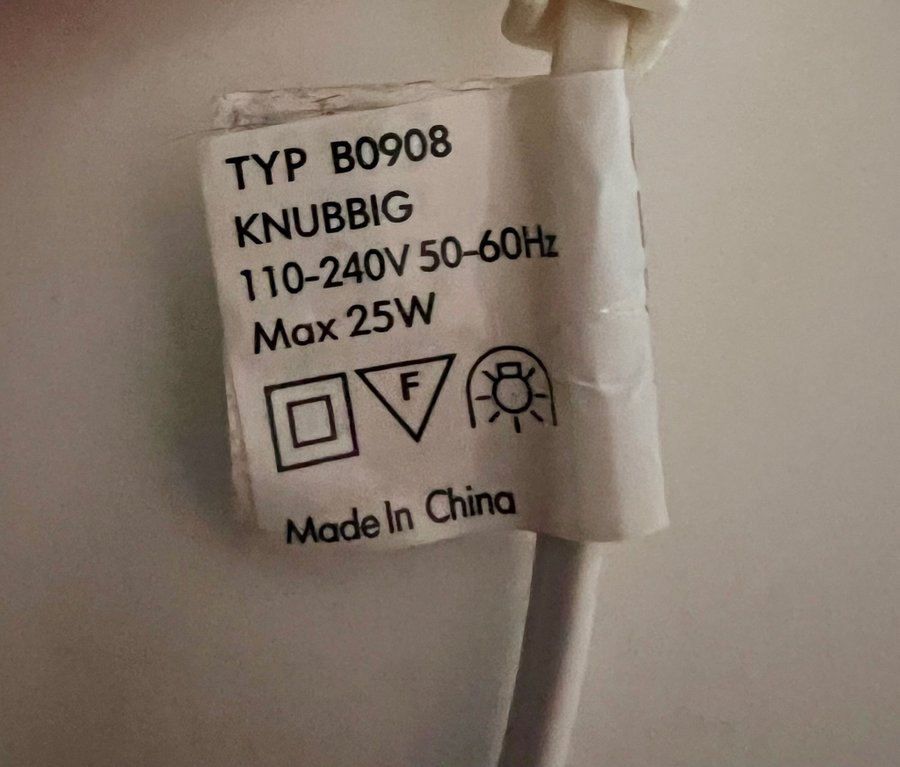 TYP B0908
KNUBBIG
110-240V 50-60Hz
Max 25W
F
Made In China